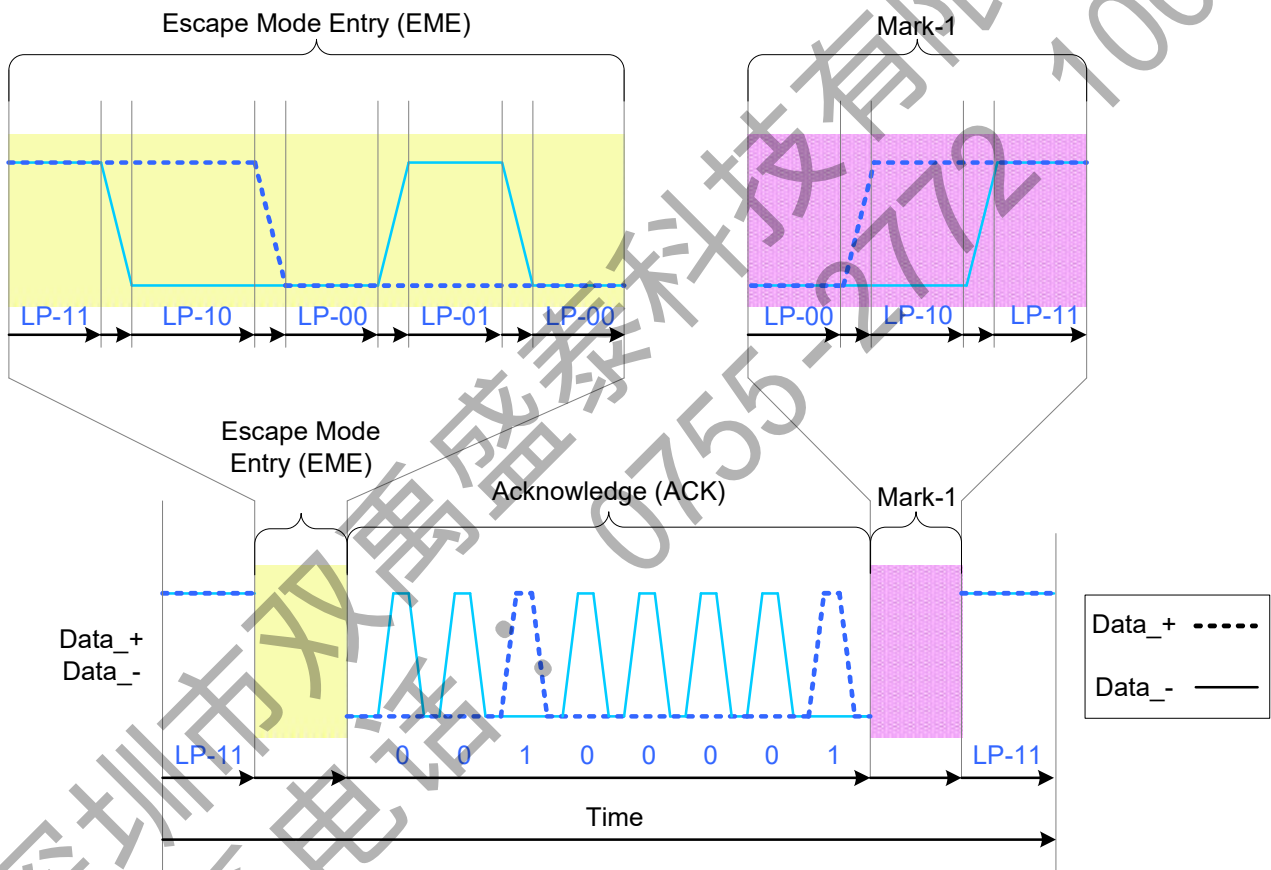 Escape Mode Entry (EME)
Mark-1
LP-11
LP-10
LP-00
LP-01
LP-00
LP-00
LP-10
LP-11
Escape Mode
Entry (EME)
Acknowledge (ACK)
Mark-1
Data_+
Data_-
Data_+
Data_-
LP-11
0
0
1
0
0
0
0
1
LP-11
Time
深圳市双禹盛泰科技有限
电话：0755-2772 100